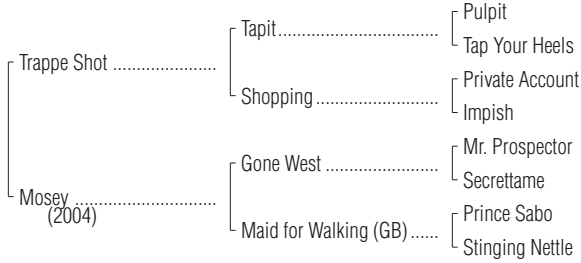 Pulpit
Tapit......................................
Tap Your Heels
Trappe Shot ........................
Private Account
Shopping.............................
Impish
Mr. Prospector
Gone West ...........................
Secrettame
Mosey .................................
(2004)
Prince Sabo
Maid for Walking (GB)......
Stinging Nettle